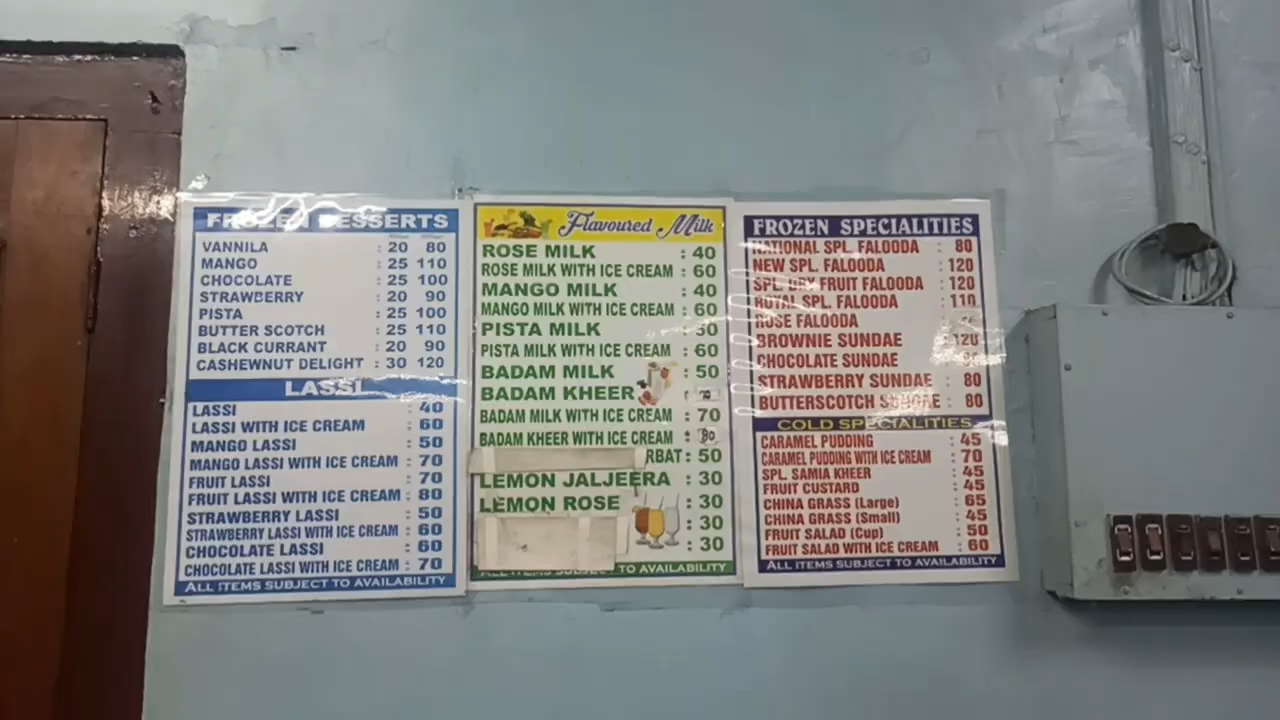 FROZEN DESSERTS
VANNILA : 20 80
MANGO : 25 110
CHOCOLATE : 25 100
STRAWBERRY : 20 90
PISTA : 25 100
BUTTER SCOTCH : 25 110
BLACK CURRANT : 20 90
CASHEWNUT DELIGHT : 30 120
LASSI
LASSI : 40
LASSI WITH ICE CREAM : 60
MANGO LASSI : 50
MANGO LASSI WITH ICE CREAM : 70
FRUIT LASSI : 70
FRUIT LASSI WITH ICE CREAM : 80
STRAWBERRY LASSI : 50
STRAWBERRY LASSI WITH ICE CREAM : 60
CHOCOLATE LASSI : 60
CHOCOLATE LASSI WITH ICE CREAM : 70
ALL ITEMS SUBJECT TO AVAILABILITY
Flavoured Milk
ROSE MILK : 40
ROSE MILK WITH ICE CREAM : 60
MANGO MILK : 40
MANGO MILK WITH ICE CREAM : 60
PISTA MILK :
PISTA MILK WITH ICE CREAM : 60
BADAM MILK : 50
BADAM KHEER :
BADAM MILK WITH ICE CREAM : 70
BADAM KHEER WITH ICE CREAM : 80
RBAT : 50
LEMON JALJEERA : 30
LEMON ROSE : 30
: 30
: 30
ALL ITEMS SUBJECT TO AVAILABILITY
FROZEN SPECIALITIES
NATIONAL SPL. FALOODA : 80
NEW SPL. FALOODA : 120
SPL. DRY FRUIT FALOODA : 120
ROYAL SPL. FALOODA : 110
ROSE FALOODA
BROWNIE SUNDAE : 120
CHOCOLATE SUNDAE
STRAWBERRY SUNDAE : 80
BUTTERSCOTCH SUNDAE : 80
COLD SPECIALITIES
CARAMEL PUDDING : 45
CARAMEL PUDDING WITH ICE CREAM : 70
SPL. SAMIA KHEER : 45
FRUIT CUSTARD : 45
CHINA GRASS (Large) : 65
CHINA GRASS (Small) : 45
FRUIT SALAD (Cup) : 50
FRUIT SALAD WITH ICE CREAM : 60
ALL ITEMS SUBJECT TO AVAILABILITY